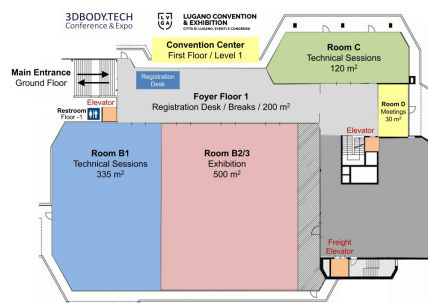 3DBODY.TECH
Conference & Expo
LUGANO CONVENTION
& EXHIBITION
CITTÀ DI LUGANO, EVENTI E CONGRESSI
Convention Center
First Floor / Level 1
Room C
Technical Sessions
120 m²
Main Entrance
Ground Floor
Registration
Desk
Foyer Floor 1
Registration Desk / Breaks / 200 m²
Room D
Meetings
30 m²
Elevator
Restroom
Floor -1
Elevator
Room B1
Technical Sessions
335 m²
Room B2/3
Exhibition
500 m²
Freight
Elevator